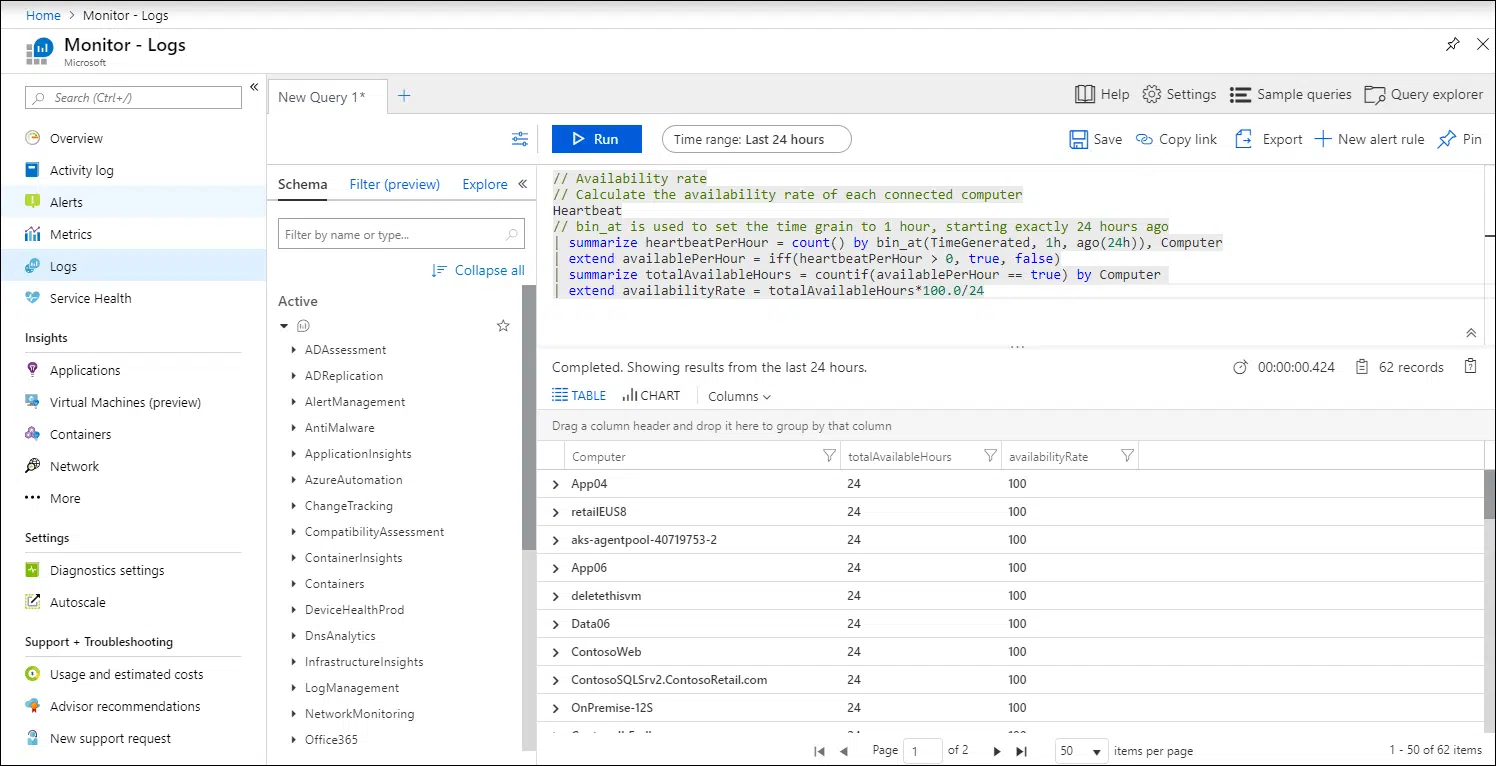 Home > Monitor - Logs
Monitor - Logs
Microsoft
Search (Ctrl+/)
«
Overview
Activity log
Alerts
Metrics
Logs
Service Health
Insights
Applications
Virtual Machines (preview)
Containers
Network
More
Settings
Diagnostics settings
Autoscale
Support + Troubleshooting
Usage and estimated costs
Advisor recommendations
New support request
New Query 1*
Help
Settings
Sample queries
Query explorer
Run
Time range: Last 24 hours
Save
Copy link
Export
New alert rule
Pin
Schema
Filter (preview)
Explore
«
Filter by name or type...
Collapse all
Active
ADAssessment
ADReplication
AlertManagement
AntiMalware
ApplicationInsights
AzureAutomation
ChangeTracking
CompatibilityAssessment
ContainerInsights
Containers
DeviceHealthProd
DnsAnalytics
InfrastructureInsights
LogManagement
NetworkMonitoring
Office365
// Availability rate
// Calculate the availability rate of each connected computer
Heartbeat
// bin_at is used to set the time grain to 1 hour, starting exactly 24 hours ago
| summarize heartbeatPerHour = count() by bin_at(TimeGenerated, 1h, ago(24h)), Computer
| extend availablePerHour = iff(heartbeatPerHour > 0, true, false)
| summarize totalAvailableHours = countif(availablePerHour == true) by Computer
| extend availabilityRate = totalAvailableHours*100.0/24
Completed. Showing results from the last 24 hours.
00:00:00.424
62 records
TABLE
CHART
Columns
Drag a column header and drop it here to group by that column
Computer totalAvailableHours availabilityRate
App04 24 100
retailEUS8 24 100
aks-agentpool-40719753-2 24 100
App06 24 100
deletethisvm 24 100
Data06 24 100
ContosoWeb 24 100
ContosoSQLSrv2.ContosoRetail.com 24 100
OnPremise-12S 24 100
Page 1 of 2
50 items per page
1 - 50 of 62 items